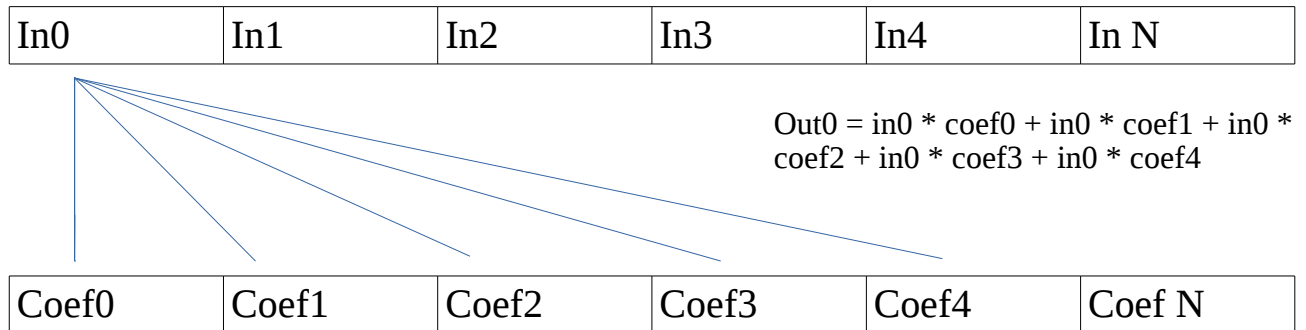 In0 In1 In2 In3 In4 In N
Out0 = in0 * coef0 + in0 * coef1 + in0 *
coef2 + in0 * coef3 + in0 * coef4
Coef0 Coef1 Coef2 Coef3 Coef4 Coef N